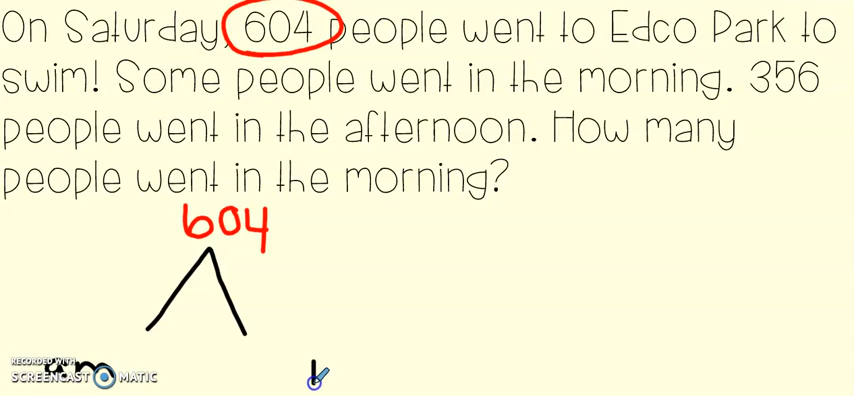 On Saturday, 604 people went to Edco Park to
swim! Some people went in the morning. 356
people went in the afternoon. How many
people went in the morning?
604
am
RECORDED WITH
SCREENCAST MATIC